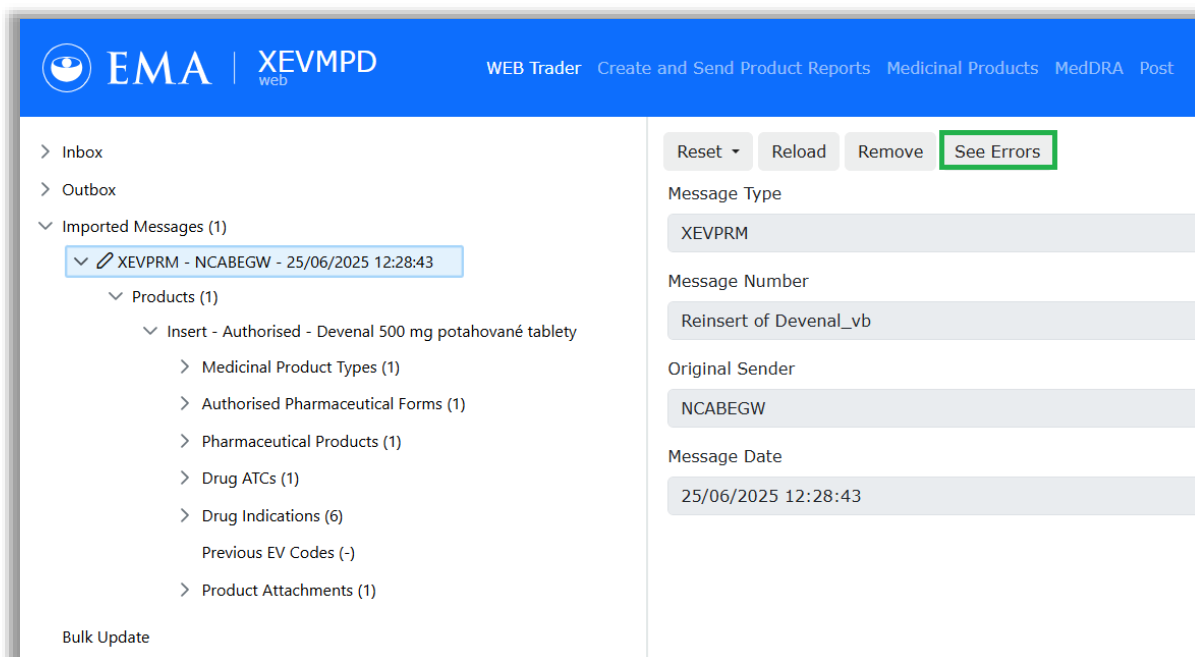 EMA XEVMPD
web
WEB Trader Create and Send Product Reports Medicinal Products MedDRA Post
Inbox
Outbox
Imported Messages (1)
XEVPRM - NCABEGW - 25/06/2025 12:28:43
Products (1)
Insert - Authorised - Devenal 500 mg potahované tablety
Medicinal Product Types (1)
Authorised Pharmaceutical Forms (1)
Pharmaceutical Products (1)
Drug ATCs (1)
Drug Indications (6)
Previous EV Codes (-)
Product Attachments (1)
Bulk Update
Reset Reload Remove See Errors
Message Type
XEVPRM
Message Number
Reinsert of Devenal_vb
Original Sender
NCABEGW
Message Date
25/06/2025 12:28:43